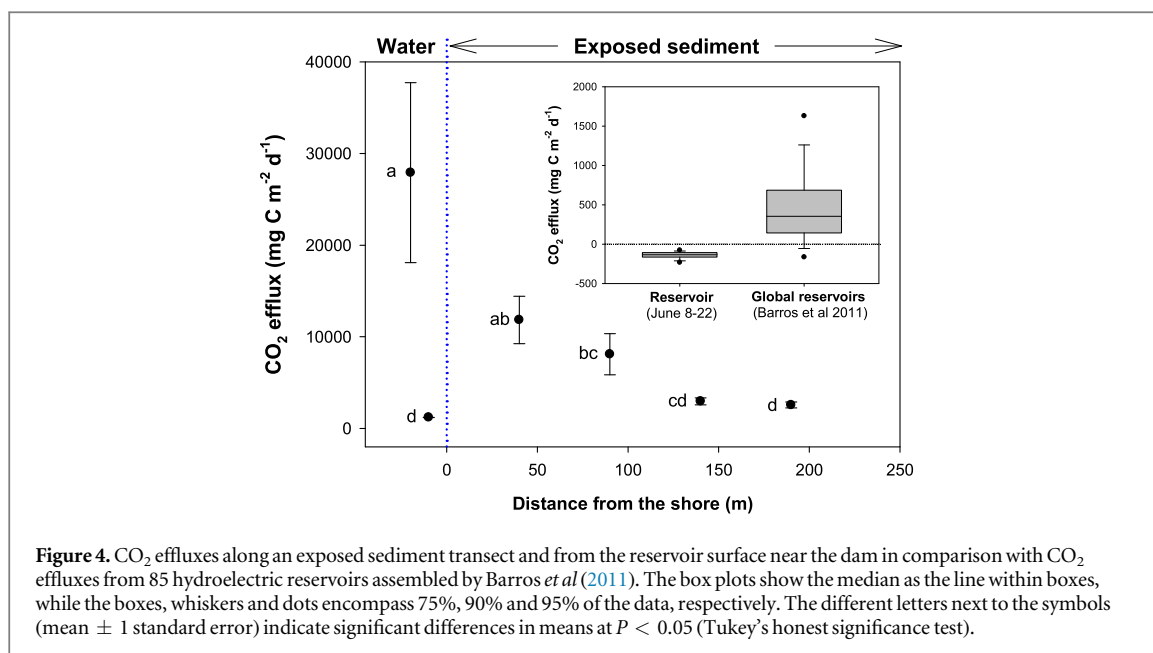 Water
Exposed sediment
40000
30000
20000
10000
0
CO₂ efflux (mg C m⁻² d⁻¹)
a
d
ab
bc
cd
d
0
50
100
150
200
250
Distance from the shore (m)
2000
1500
1000
500
0
-500
CO₂ efflux (mg C m⁻² d⁻¹)
Reservoir
(June 8-22)
Global reservoirs
(Barros et al 2011)
Figure 4. CO₂ effluxes along an exposed sediment transect and from the reservoir surface near the dam in comparison with CO₂
effluxes from 85 hydroelectric reservoirs assembled by Barros et al (2011). The box plots show the median as the line within boxes,
while the boxes, whiskers and dots encompass 75%, 90% and 95% of the data, respectively. The different letters next to the symbols
(mean ± 1 standard error) indicate significant differences in means at P < 0.05 (Tukey's honest significance test).